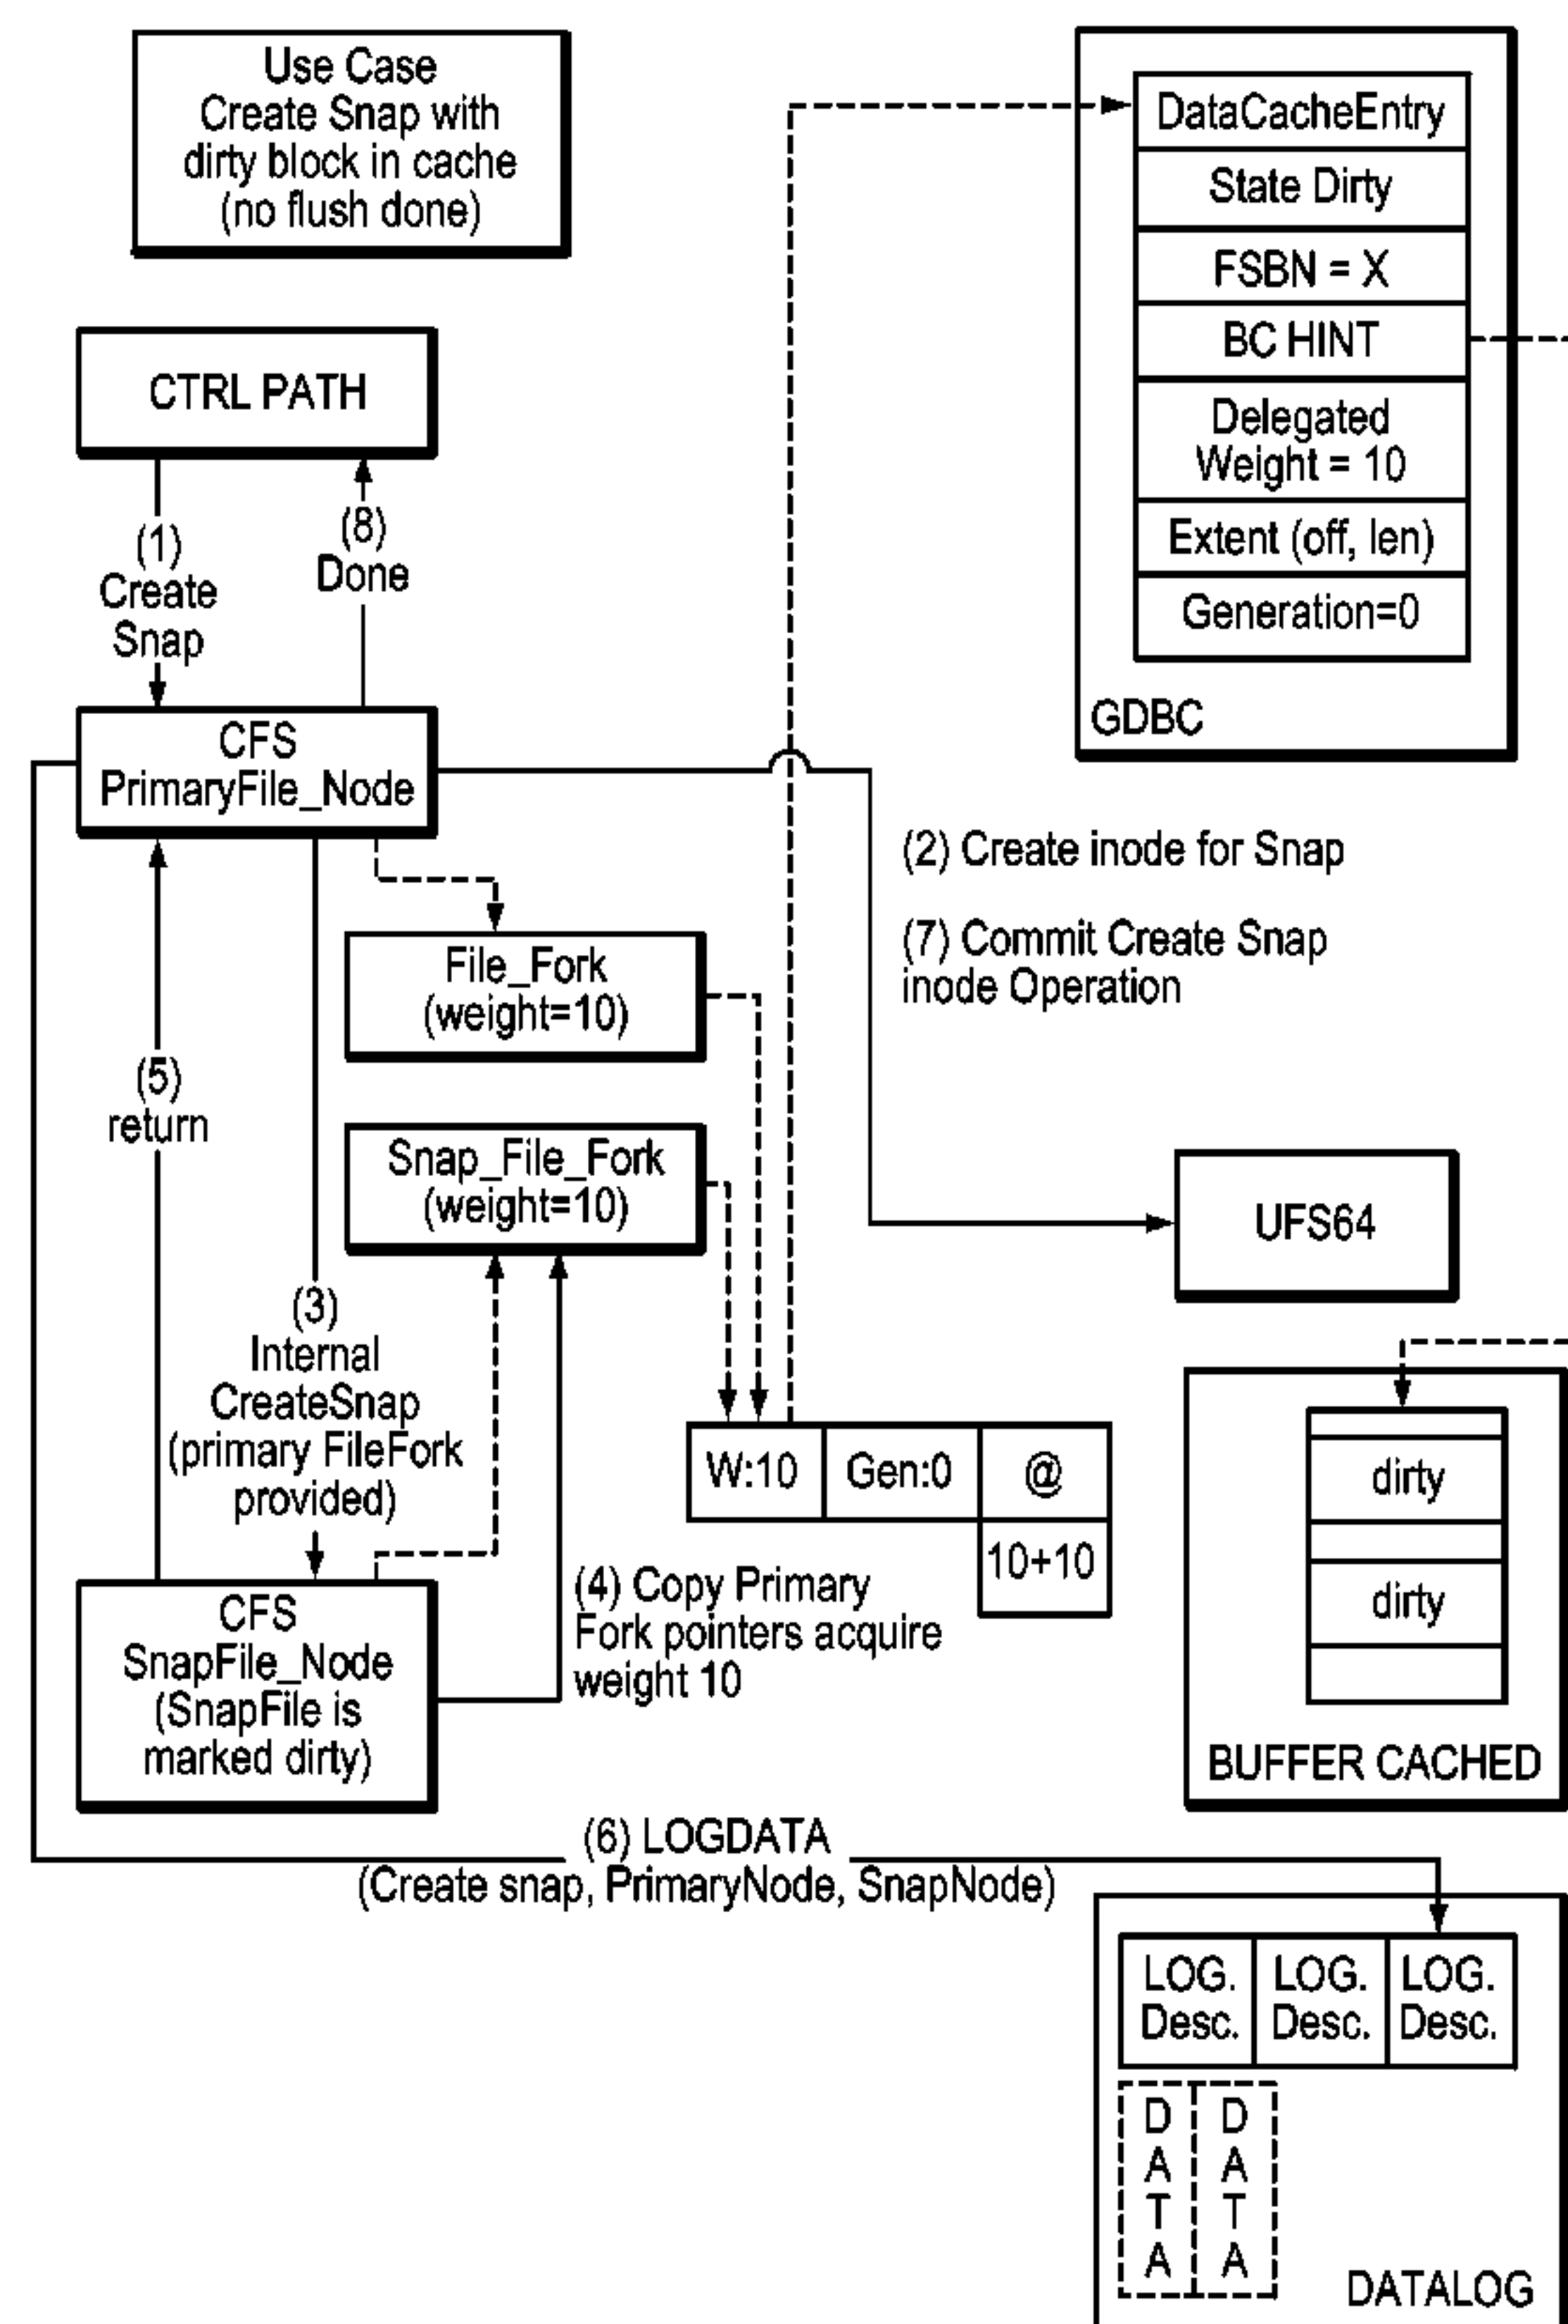 Use Case
Create Snap with
dirty block in cache
(no flush done)
DataCacheEntry
State Dirty
FSBN = X
BC HINT
Delegated
Weight = 10
Extent (off, len)
Generation=0
GDBC
CTRL PATH
(1)
Create
Snap
(8)
Done
CFS
PrimaryFile_Node
(2) Create inode for Snap
(7) Commit Create Snap
inode Operation
File_Fork
(weight=10)
(5)
return
Snap_File_Fork
(weight=10)
UFS64
(3)
Internal
CreateSnap
(primary FileFork
provided)
W:10
Gen:0
@
10+10
dirty
dirty
BUFFER CACHED
(4) Copy Primary
Fork pointers acquire
weight 10
CFS
SnapFile_Node
(SnapFile is
marked dirty)
(6) LOGDATA
(Create snap, PrimaryNode, SnapNode)
LOG.
Desc.
LOG.
Desc.
LOG.
Desc.
D
A
T
A
D
A
T
A
DATALOG